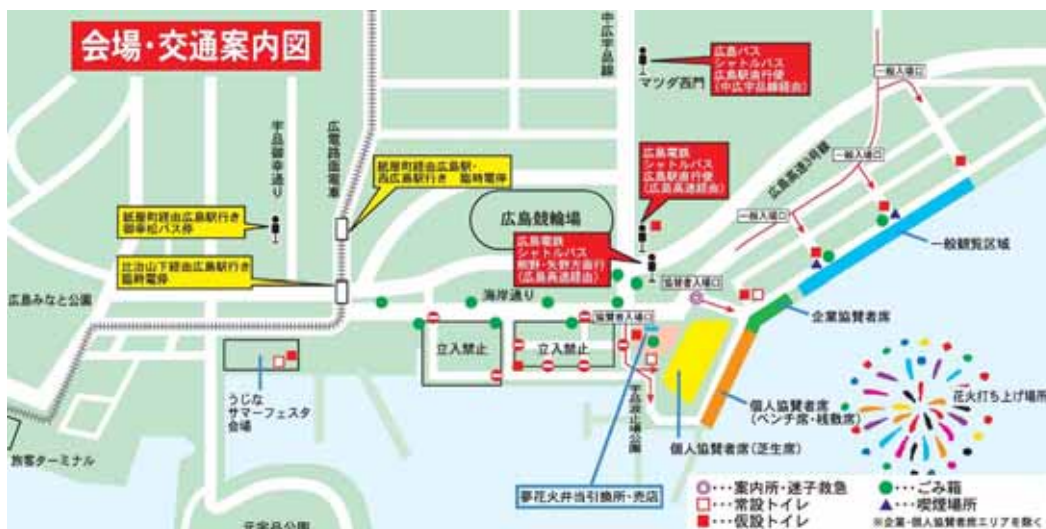 会場・交通案内図
中広宇品線
広島バス
シャトルバス
広島駅直行便
(中広宇品線経由)
マツダ西門
一般入場口
広島高速3号線
一般入場口
一般入場口
宇品御幸通り
広電路面電車
紙屋町経由広島駅・
西広島駅行き 臨時電停
広島電鉄
シャトルバス
広島駅直行便
(広島高速経由)
広島競輪場
紙屋町経由広島駅行き
御幸松バス停
広島電鉄
シャトルバス
熊野・矢野方面行
(広島高速経由)
一般観覧区域
比治山下経由広島駅行き
臨時電停
協賛者入場口
広島みなと公園
海岸通り
協賛者入場口
企業協賛者席
立入禁止
立入禁止
うじな
サマーフェスタ
会場
宇品波止場公園
個人協賛者席
(ベンチ席・桟敷席)
花火打ち上げ場所
個人協賛者席(芝生席)
旅客ターミナル
夢花火弁当引換所・売店
元宇品公園
・・・案内所・迷子救急
・・・常設トイレ
・・・仮設トイレ
・・・ごみ箱
・・・喫煙場所
※企業・個人協賛者席エリアを除く